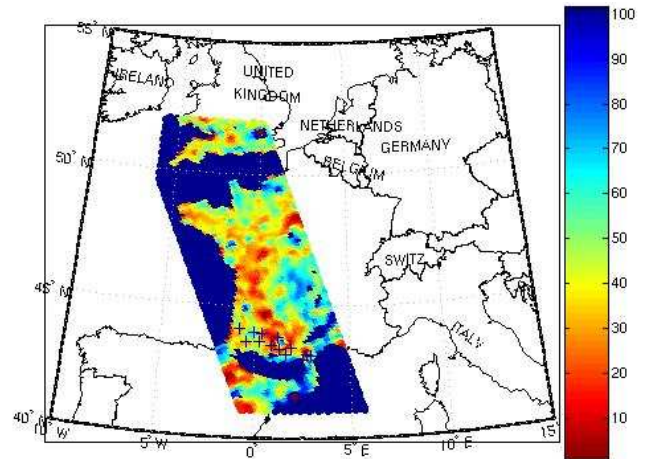 55° N
IRELAND
UNITED
KINGDOM
NETHERLANDS
GERMANY
BELGIUM
50° N
SWITZ
45° N
ITALY
40° N
10° W
5° W
0°
5° E
10° E
15°
100
90
80
70
60
50
40
30
20
10